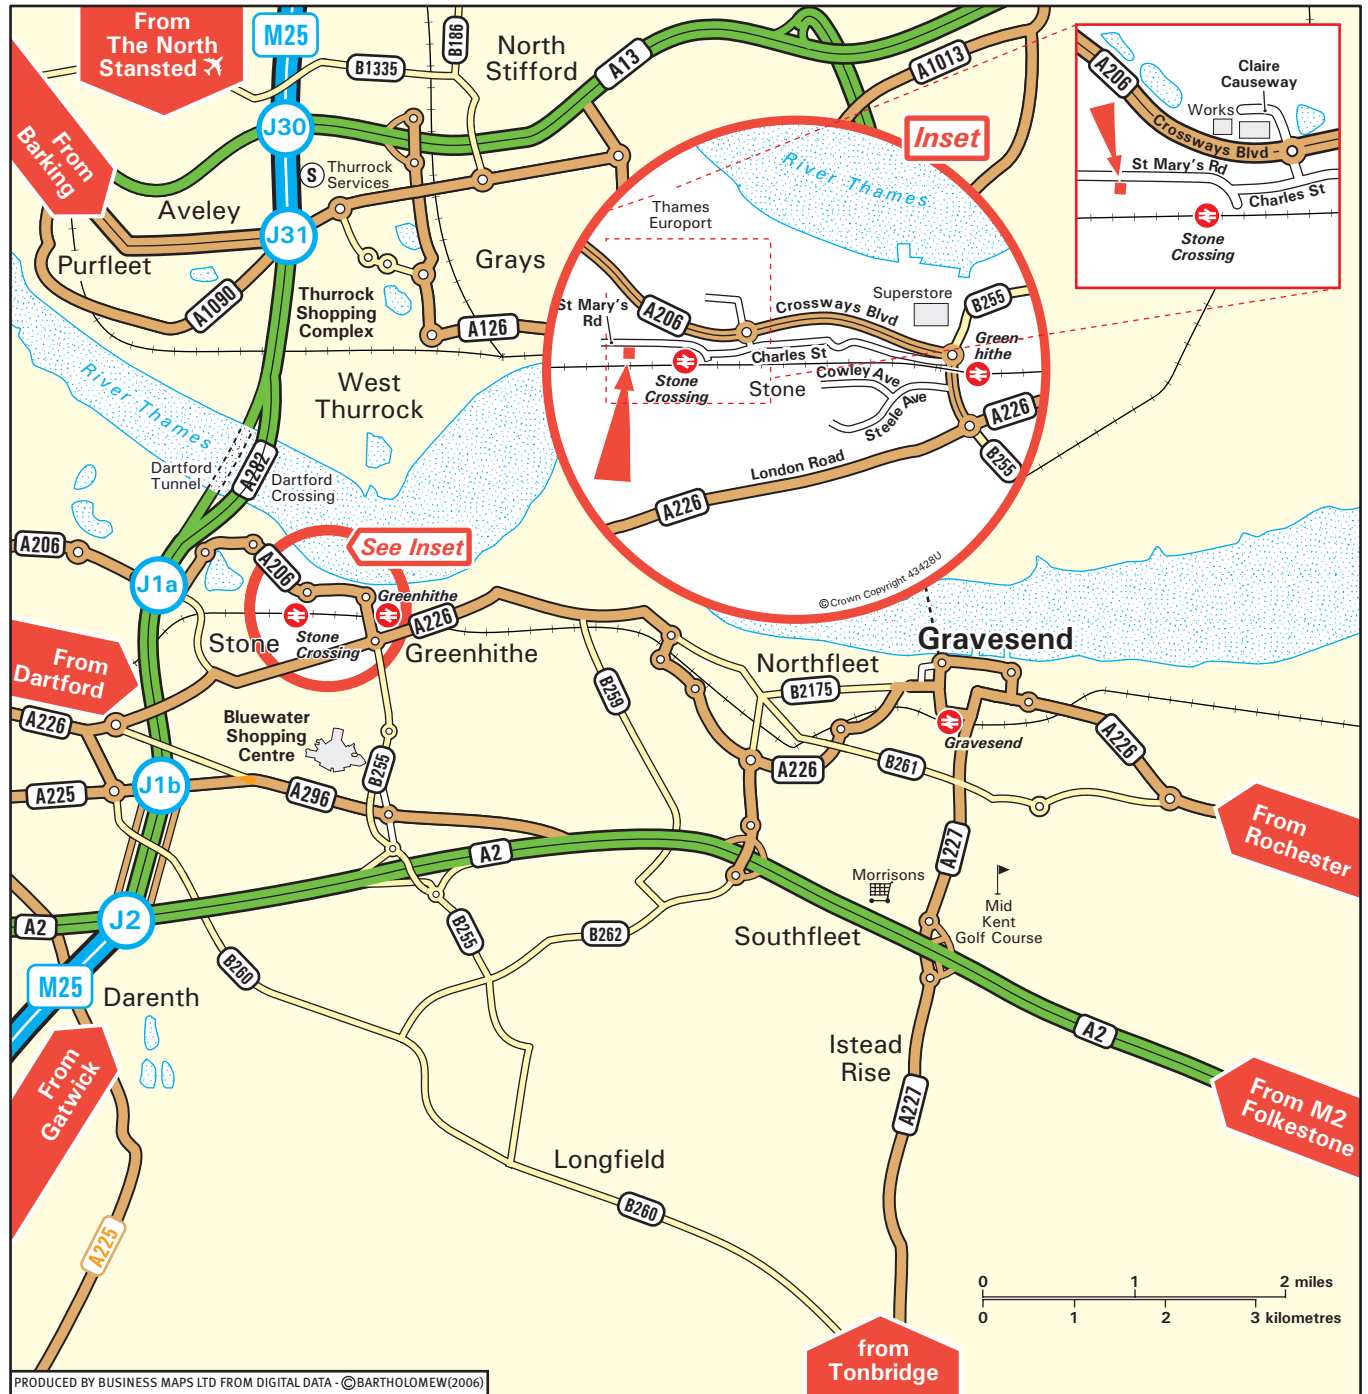 From
The North
Stansted
M25
B186
North
Stifford
B1335
A13
A1013
J30
From
Barking
S
Thurrock
Services
Aveley
J31
Purfleet
Grays
A1090
Thurrock
Shopping
Complex
A126
West
Thurrock
River Thames
Dartford
Tunnel
A282
Dartford
Crossing
Inset
River Thames
Thames
Europort
St Mary's
Rd
A206
Crossways Blvd
Superstore
B255
Green-
hithe
Charles St
Stone
Crossing
Stone
Cowley Ave
Steele Ave
A226
London Road
B255
A226
©Crown Copyright 43428U
A206
Claire
Causeway
Works
Crossways Blvd
St Mary's Rd
Charles St
Stone
Crossing
A206
J1a
A206
See Inset
Greenhithe
A226
Stone
Stone
Crossing
Greenhithe
From
Dartford
A226
Bluewater
Shopping
Centre
B255
B259
Northfleet
Gravesend
B2175
Gravesend
A226
A226
B261
A225
J1b
A296
A2
A227
From
Rochester
Morrisons
Mid
Kent
Golf Course
A2
J2
B255
B262
Southfleet
B260
M25
Darenth
A2
Istead
Rise
From
Gatwick
A227
From M2
Folkestone
Longfield
B260
A225
0 1 2 miles
0 1 2 3 kilometres
from
Tonbridge
PRODUCED BY BUSINESS MAPS LTD FROM DIGITAL DATA - ©BARTHOLOMEW(2006)